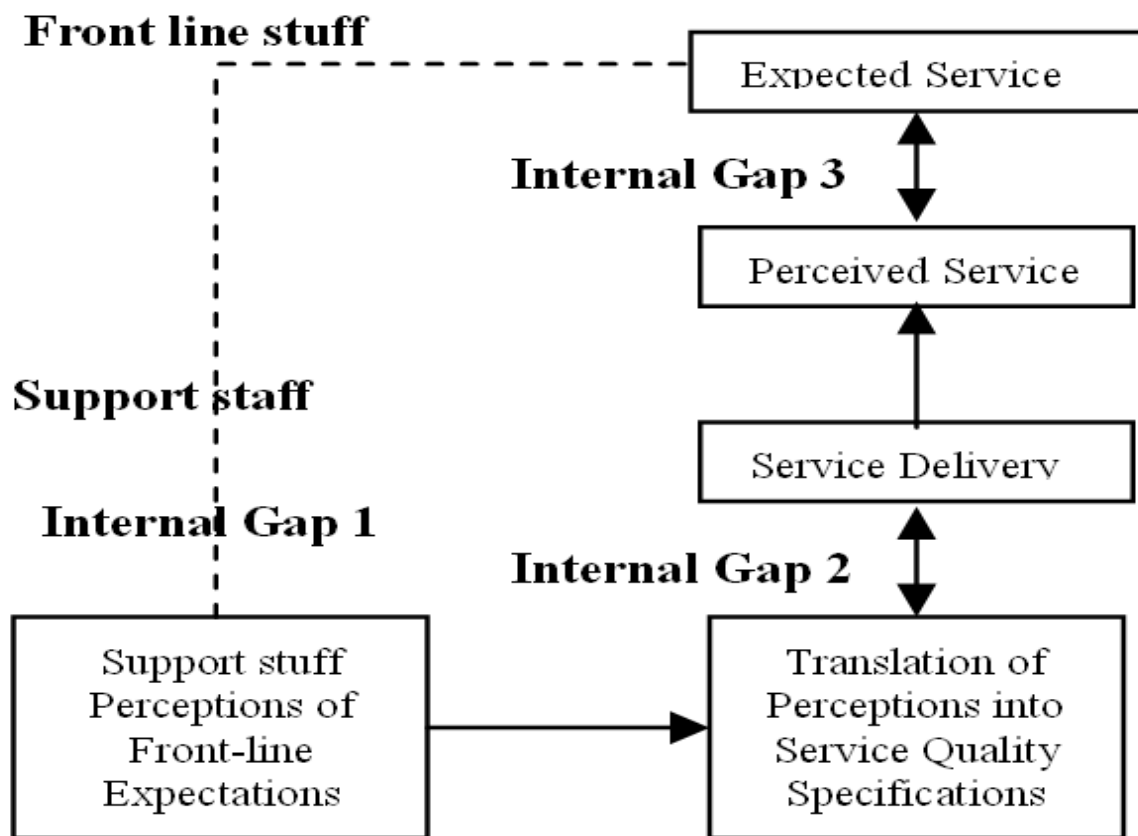 Front line stuff
Expected Service
Internal Gap 3
Perceived Service
Support staff
Service Delivery
Internal Gap 1
Internal Gap 2
Support stuff
Perceptions of
Front-line
Expectations
Translation of
Perceptions into
Service Quality
Specifications